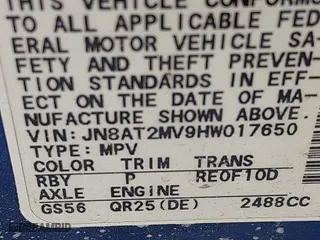 THIS VEHICLE CONFORMS
TO ALL APPLICABLE FED-
ERAL MOTOR VEHICLE SA-
FETY AND THEFT PREVEN-
TION STANDARDS IN EFF-
ECT ON THE DATE OF MA-
NUFACTURE SHOWN ABOVE.
VIN: JN8AT2MV9HW017650
TYPE: MPV
COLOR TRIM TRANS
RBY P RE0F10D
AXLE ENGINE
GS56 QR25(DE) 2488CC